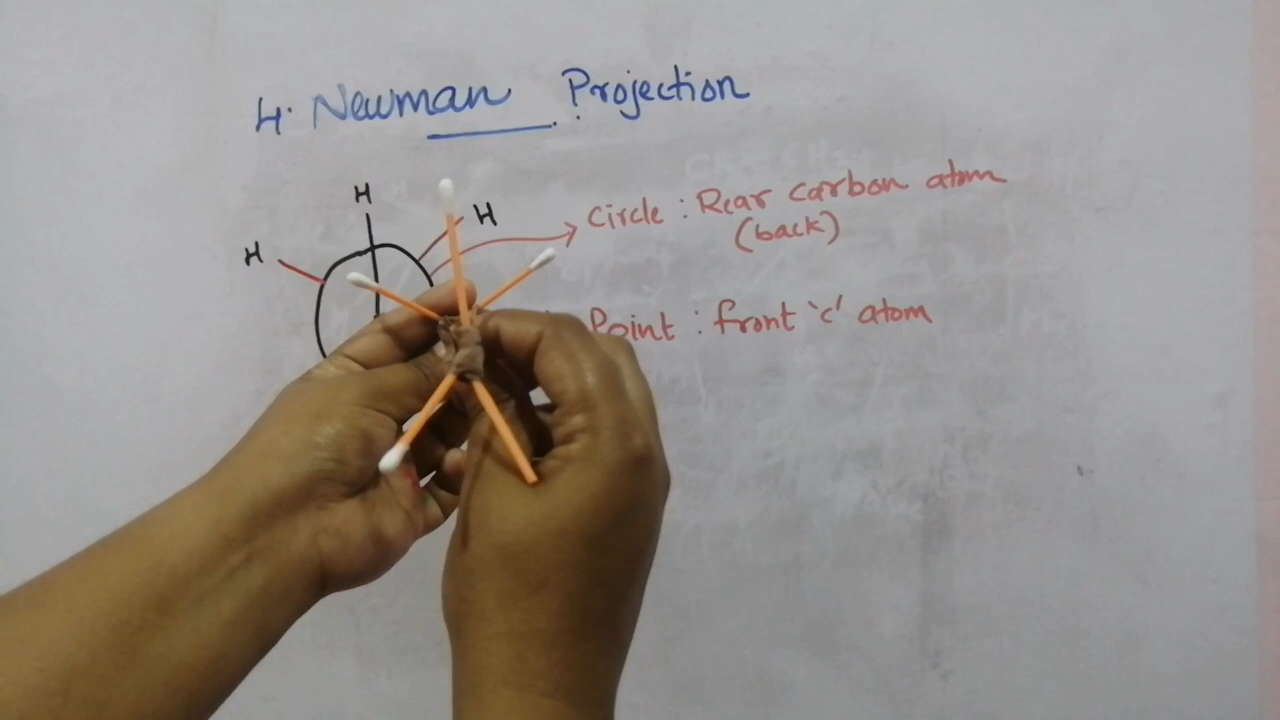 4. Newman Projection
H
H
H
Circle : Rear carbon atom
(back)
Point : front 'c' atom